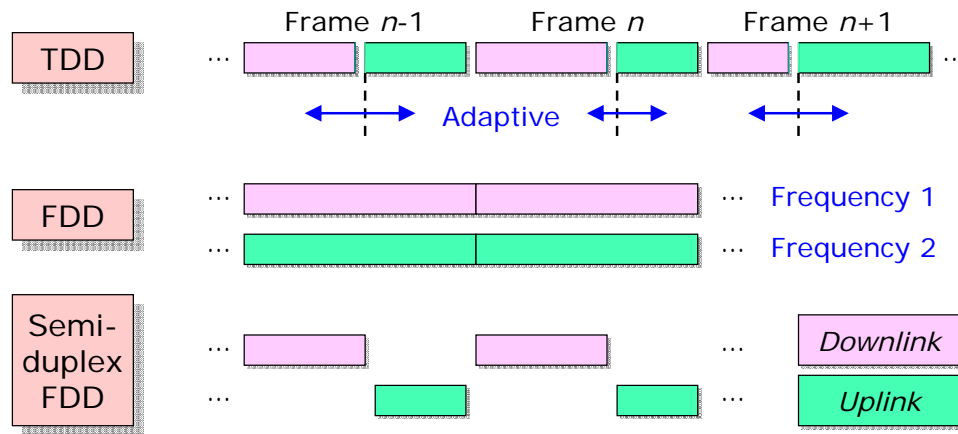 Frame n-1 Frame n Frame n+1
TDD ... ...
Adaptive
FDD ... ... Frequency 1
... ... Frequency 2
Semi-
duplex
FDD
... ... Downlink
... ... Uplink